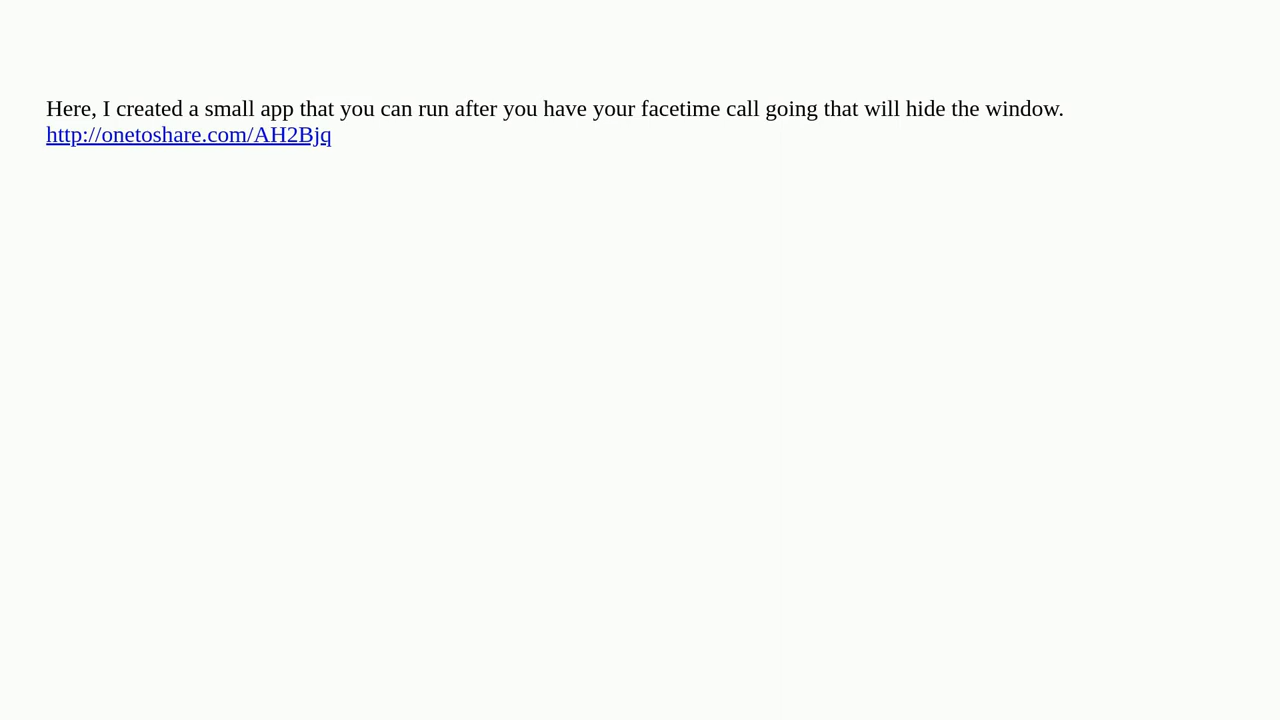 Here, I created a small app that you can run after you have your facetime call going that will hide the window.
http://onetoshare.com/AH2Bjq